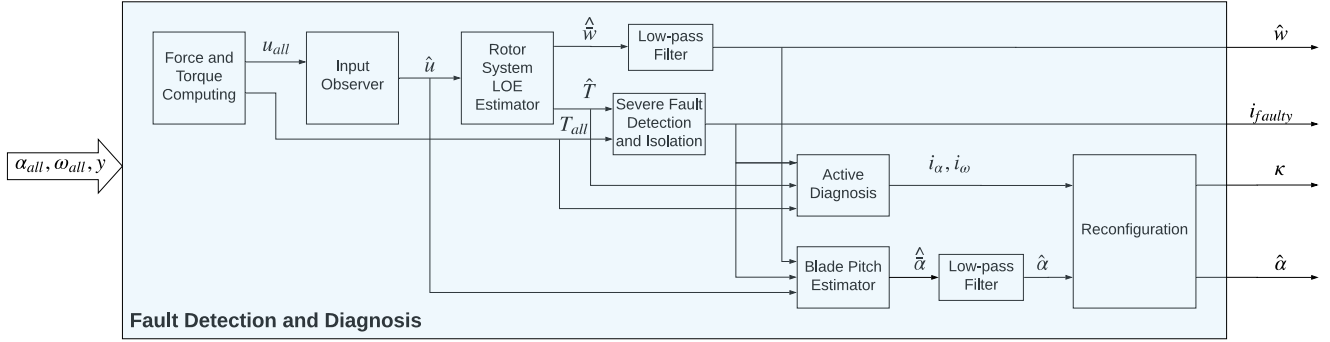 α_all, ω_all, y
Force and
Torque
Computing
u_all
Input
Observer
û
Rotor
System
LOE
Estimator
ŵ̄
Low-pass
Filter
ŵ
T̂
T_all
Severe Fault
Detection
and Isolation
i_faulty
Active
Diagnosis
i_α, i_ω
Reconfiguration
κ
Blade Pitch
Estimator
α̂̄
Low-pass
Filter
α̂
α̂
Fault Detection and Diagnosis